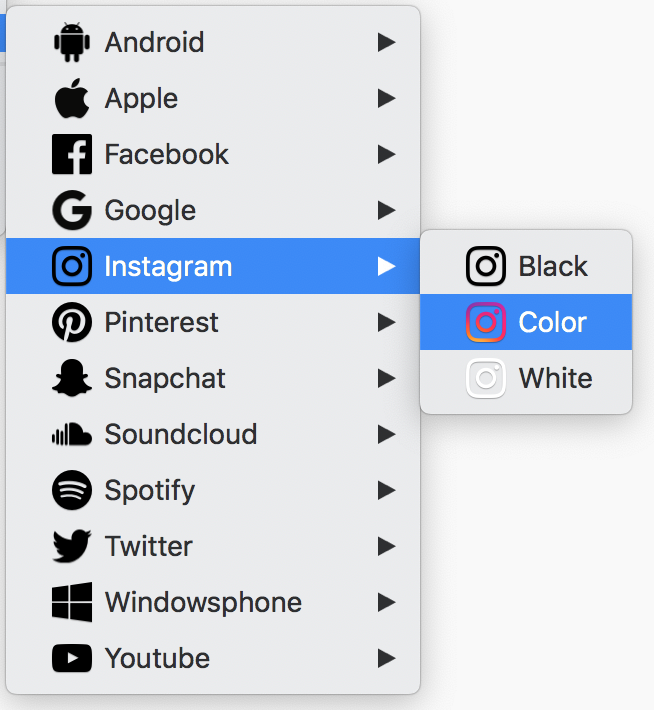 Android
Apple
Facebook
Google
Instagram
Black
Color
White
Pinterest
Snapchat
Soundcloud
Spotify
Twitter
Windowsphone
Youtube